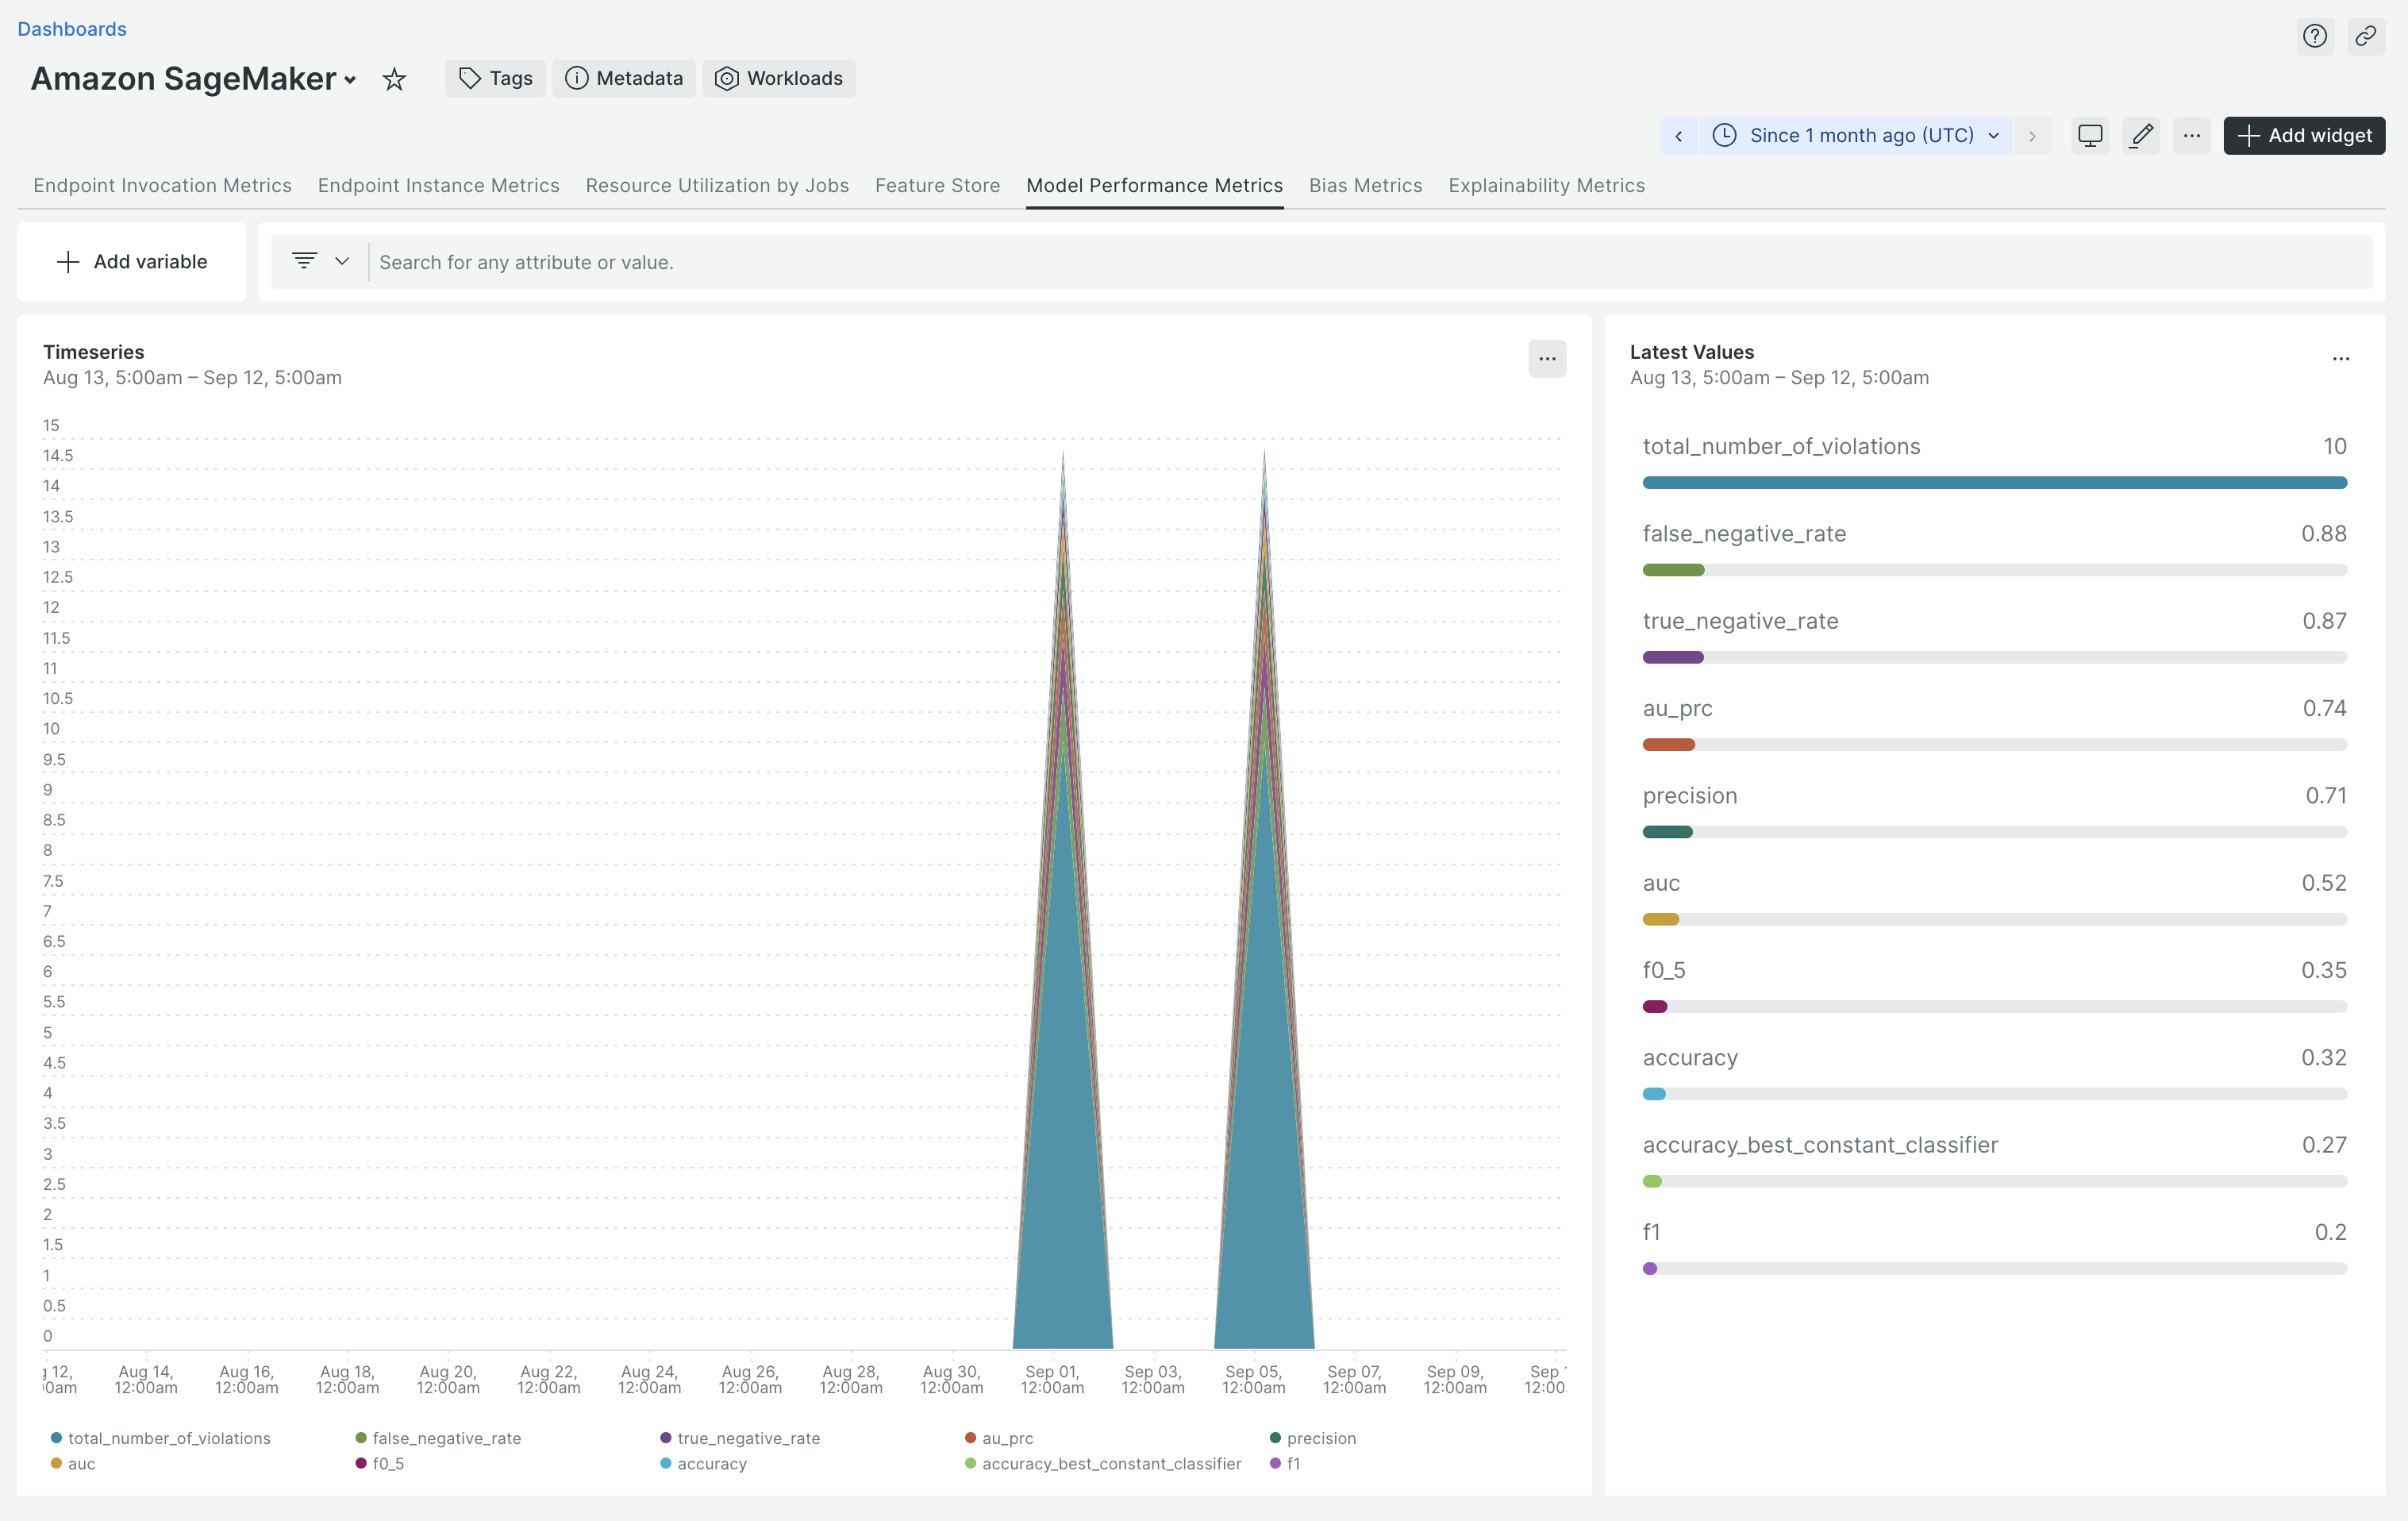 Dashboards
Amazon SageMaker
Tags
Metadata
Workloads
Since 1 month ago (UTC)
Add widget
Endpoint Invocation Metrics
Endpoint Instance Metrics
Resource Utilization by Jobs
Feature Store
Model Performance Metrics
Bias Metrics
Explainability Metrics
Add variable
Search for any attribute or value.
Timeseries
Aug 13, 5:00am – Sep 12, 5:00am
15
14.5
14
13.5
13
12.5
12
11.5
11
10.5
10
9.5
9
8.5
8
7.5
7
6.5
6
5.5
5
4.5
4
3.5
3
2.5
2
1.5
1
0.5
0
12,
Aug 14,
12:00am
Aug 16,
12:00am
Aug 18,
12:00am
Aug 20,
12:00am
Aug 22,
12:00am
Aug 24,
12:00am
Aug 26,
12:00am
Aug 28,
12:00am
Aug 30,
12:00am
Sep 01,
12:00am
Sep 03,
12:00am
Sep 05,
12:00am
Sep 07,
12:00am
Sep 09,
12:00am
Sep
12:00
total_number_of_violations
false_negative_rate
true_negative_rate
au_prc
precision
auc
f0_5
accuracy
accuracy_best_constant_classifier
f1
Latest Values
Aug 13, 5:00am – Sep 12, 5:00am
total_number_of_violations 10
false_negative_rate 0.88
true_negative_rate 0.87
au_prc 0.74
precision 0.71
auc 0.52
f0_5 0.35
accuracy 0.32
accuracy_best_constant_classifier 0.27
f1 0.2